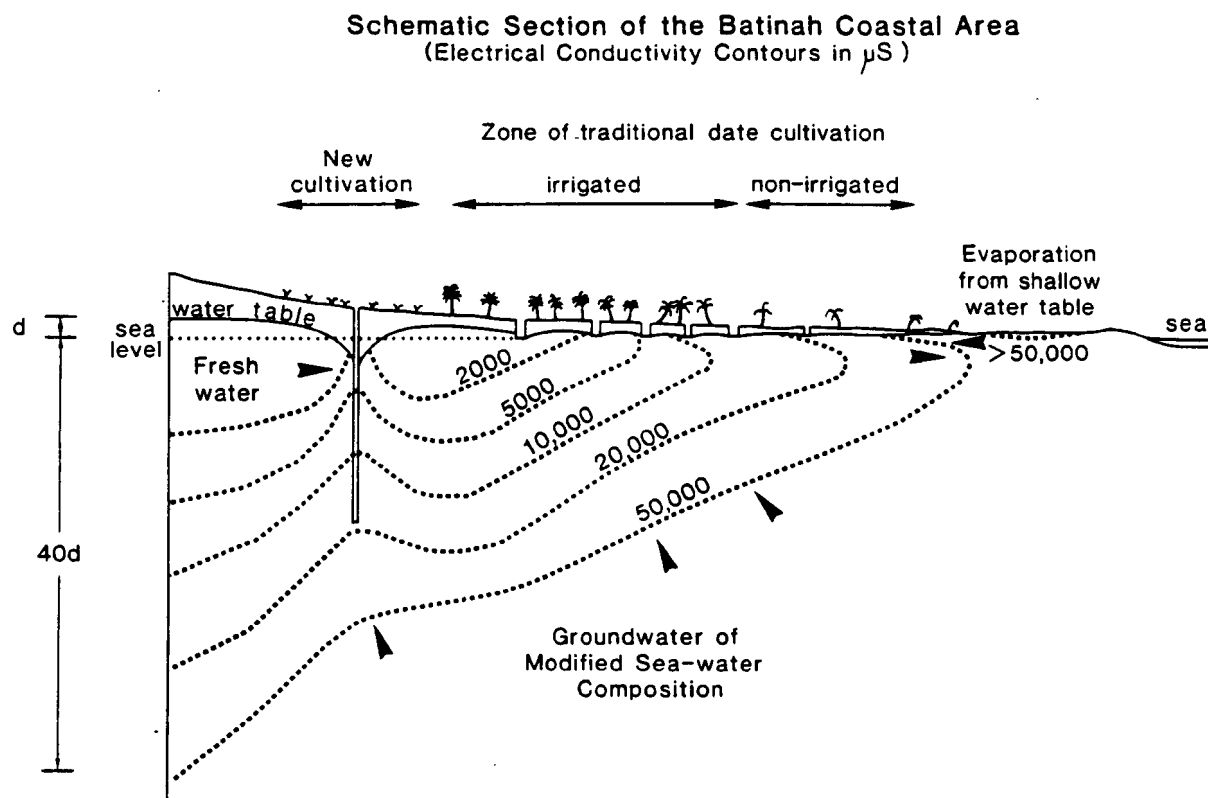 Schematic Section of the Batinah Coastal Area
(Electrical Conductivity Contours in µS)
Zone of traditional date cultivation
New
cultivation
irrigated
non-irrigated
Evaporation
from shallow
water table
water table
d
sea
level
sea
Fresh
water
>50,000
2000
5000
10,000
20,000
50,000
40d
Groundwater of
Modified Sea-water
Composition